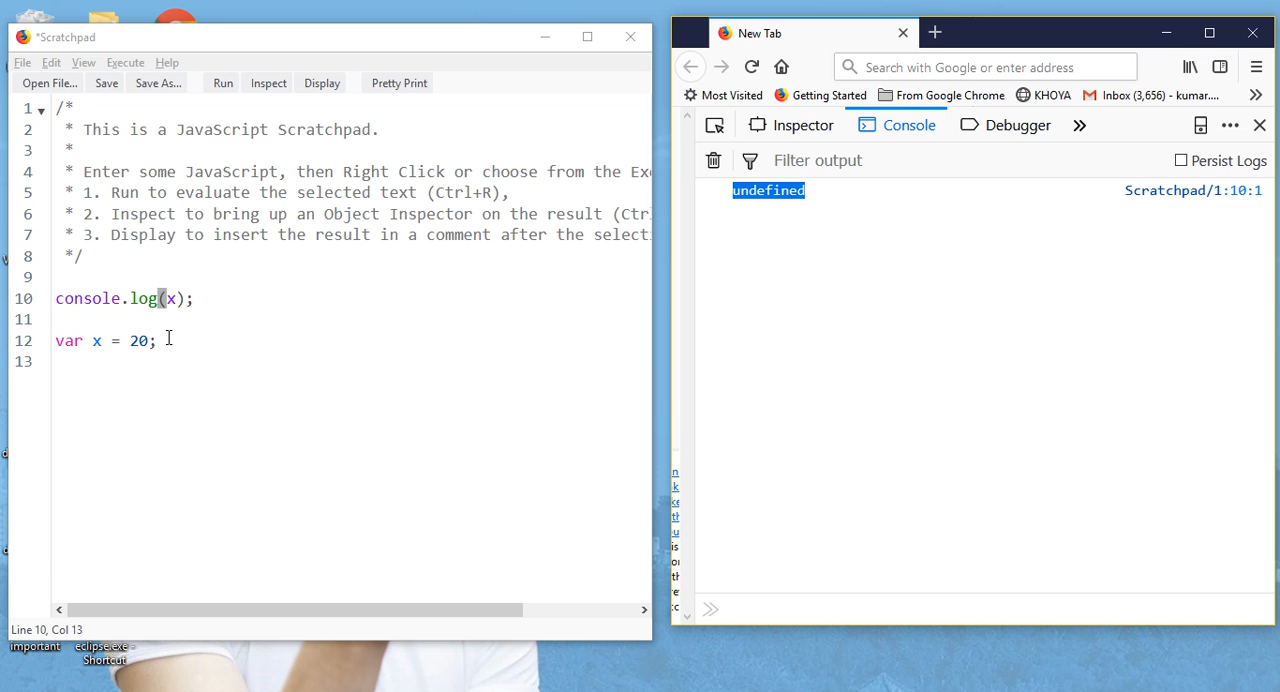 *Scratchpad
File Edit View Execute Help
Open File... Save Save As... Run Inspect Display Pretty Print
1 /*
2 * This is a JavaScript Scratchpad.
3 *
4 * Enter some JavaScript, then Right Click or choose from the Exe
5 * 1. Run to evaluate the selected text (Ctrl+R),
6 * 2. Inspect to bring up an Object Inspector on the result (Ctr
7 * 3. Display to insert the result in a comment after the select
8 */
9
10 console.log(x);
11
12 var x = 20;
13
Line 10, Col 13
important
eclipse.exe -
Shortcut
New Tab
Search with Google or enter address
Most Visited Getting Started From Google Chrome KHOYA Inbox (3,656) - kumar....
Inspector Console Debugger
Filter output Persist Logs
undefined Scratchpad/1:10:1